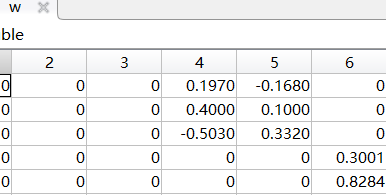 w
ble
2 3 4 5 6
0 0 0 0.1970 -0.1680 0
0 0 0 0.4000 0.1000 0
0 0 0 -0.5030 0.3320 0
0 0 0 0 0 0.3001
0 0 0 0 0 0.8284